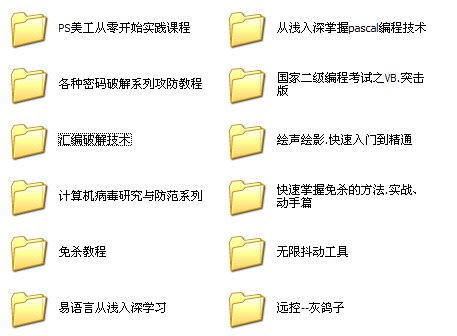 PS美工从零开始实践课程
从浅入深掌握pascal编程技术
各种密码破解系列攻防教程
国家二级编程考试之VB.突击
版
汇编破解技术
绘声绘影.快速入门到精通
计算机病毒研究与防范系列
快速掌握免杀的方法.实战、
动手篇
免杀教程
无限抖动工具
易语言从浅入深学习
远控--灰鸽子